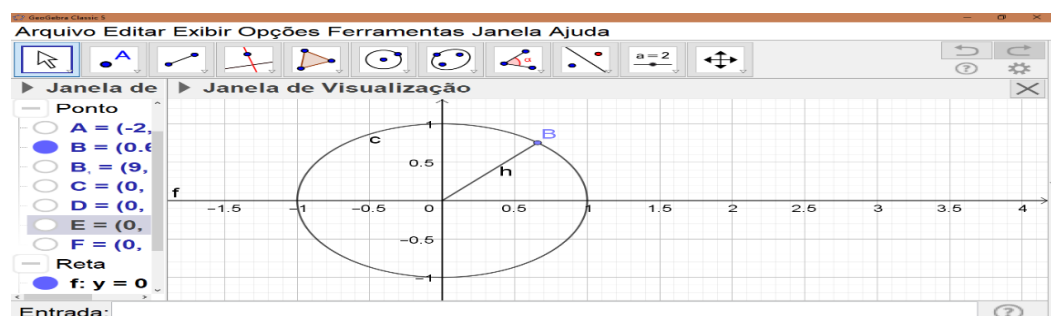 GeoGebra Classic 5
Arquivo Editar Exibir Opções Ferramentas Janela Ajuda
A
α
a = 2
Janela de
Janela de Visualização
Ponto
A = (-2,
B = (0.6
B, = (9,
C = (0,
D = (0,
E = (0,
F = (0,
Reta
f: y = 0
f
c
B
h
1
0.5
−1.5
−1
−0.5
0
0.5
1
1.5
2
2.5
3
3.5
4
−0.5
−1
Entrada: